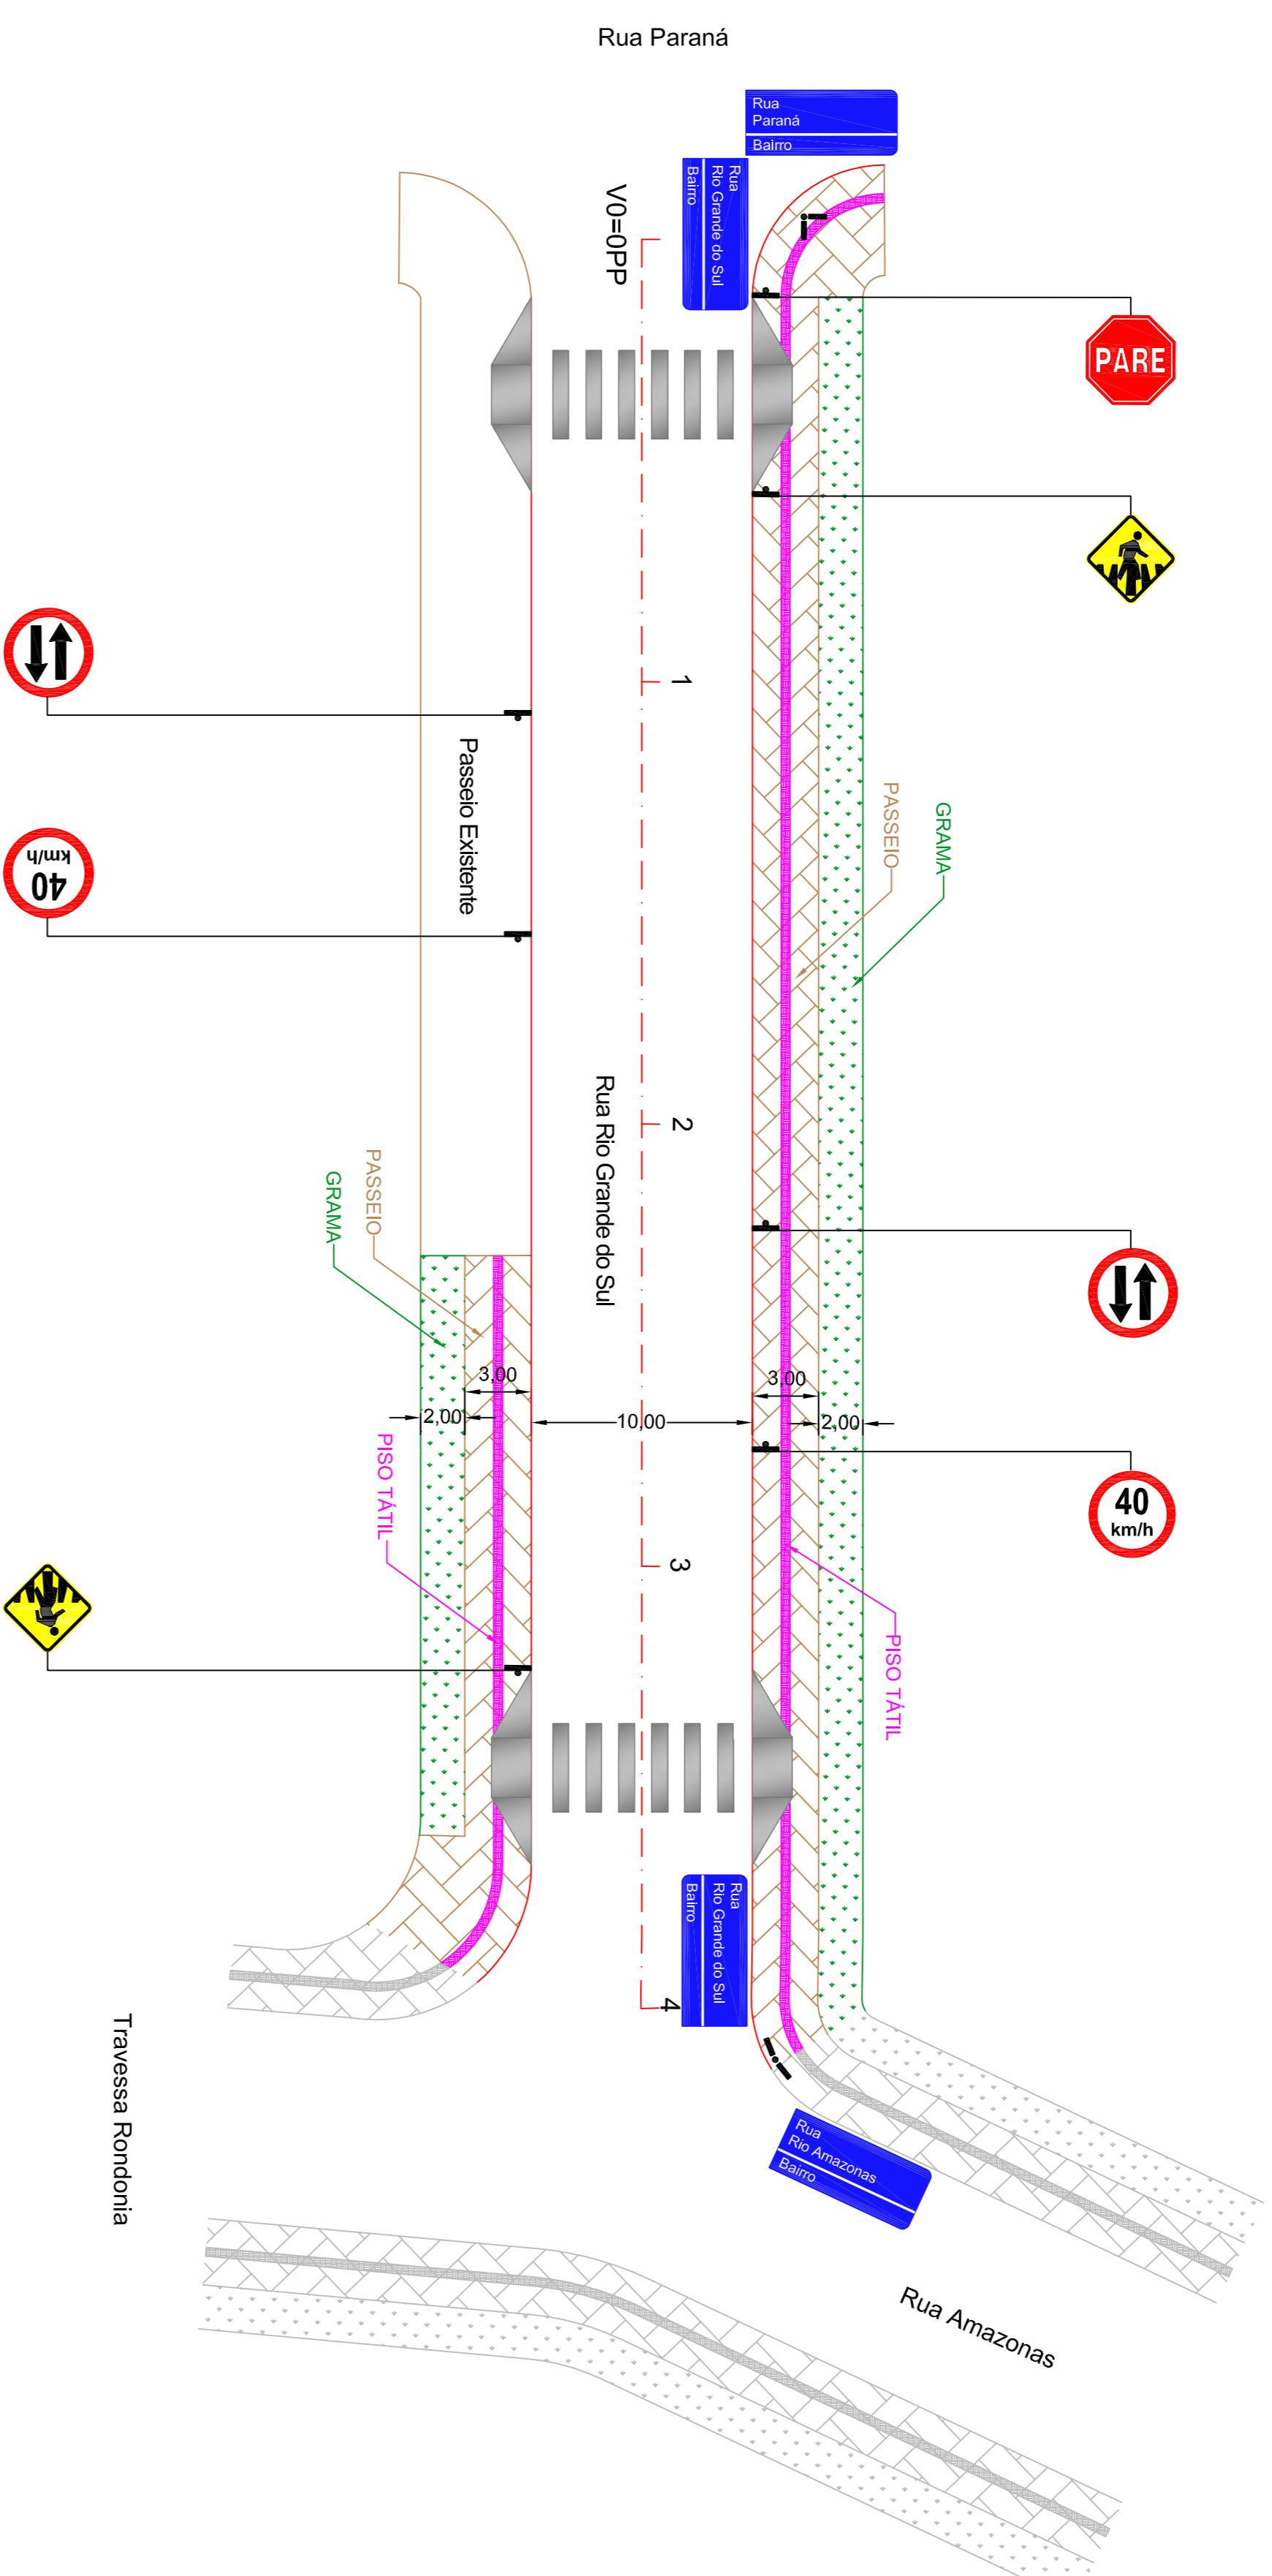 Rua Paraná
Rua
Paraná
Bairro
Rua
Rio Grande do Sul
Bairro
V0=0PP
PARE
1
Passeio Existente
40
km/h
PASSEIO
GRAMA
2
Rua Rio Grande do Sul
PASSEIO
GRAMA
3,00
2,00
10,00
3,00
2,00
PISO TÁTIL
40
km/h
3
PISO TÁTIL
Rua
Rio Grande do Sul
Bairro
4
Travessa Rondonia
Rua
Rio Amazonas
Bairro
Rua Amazonas